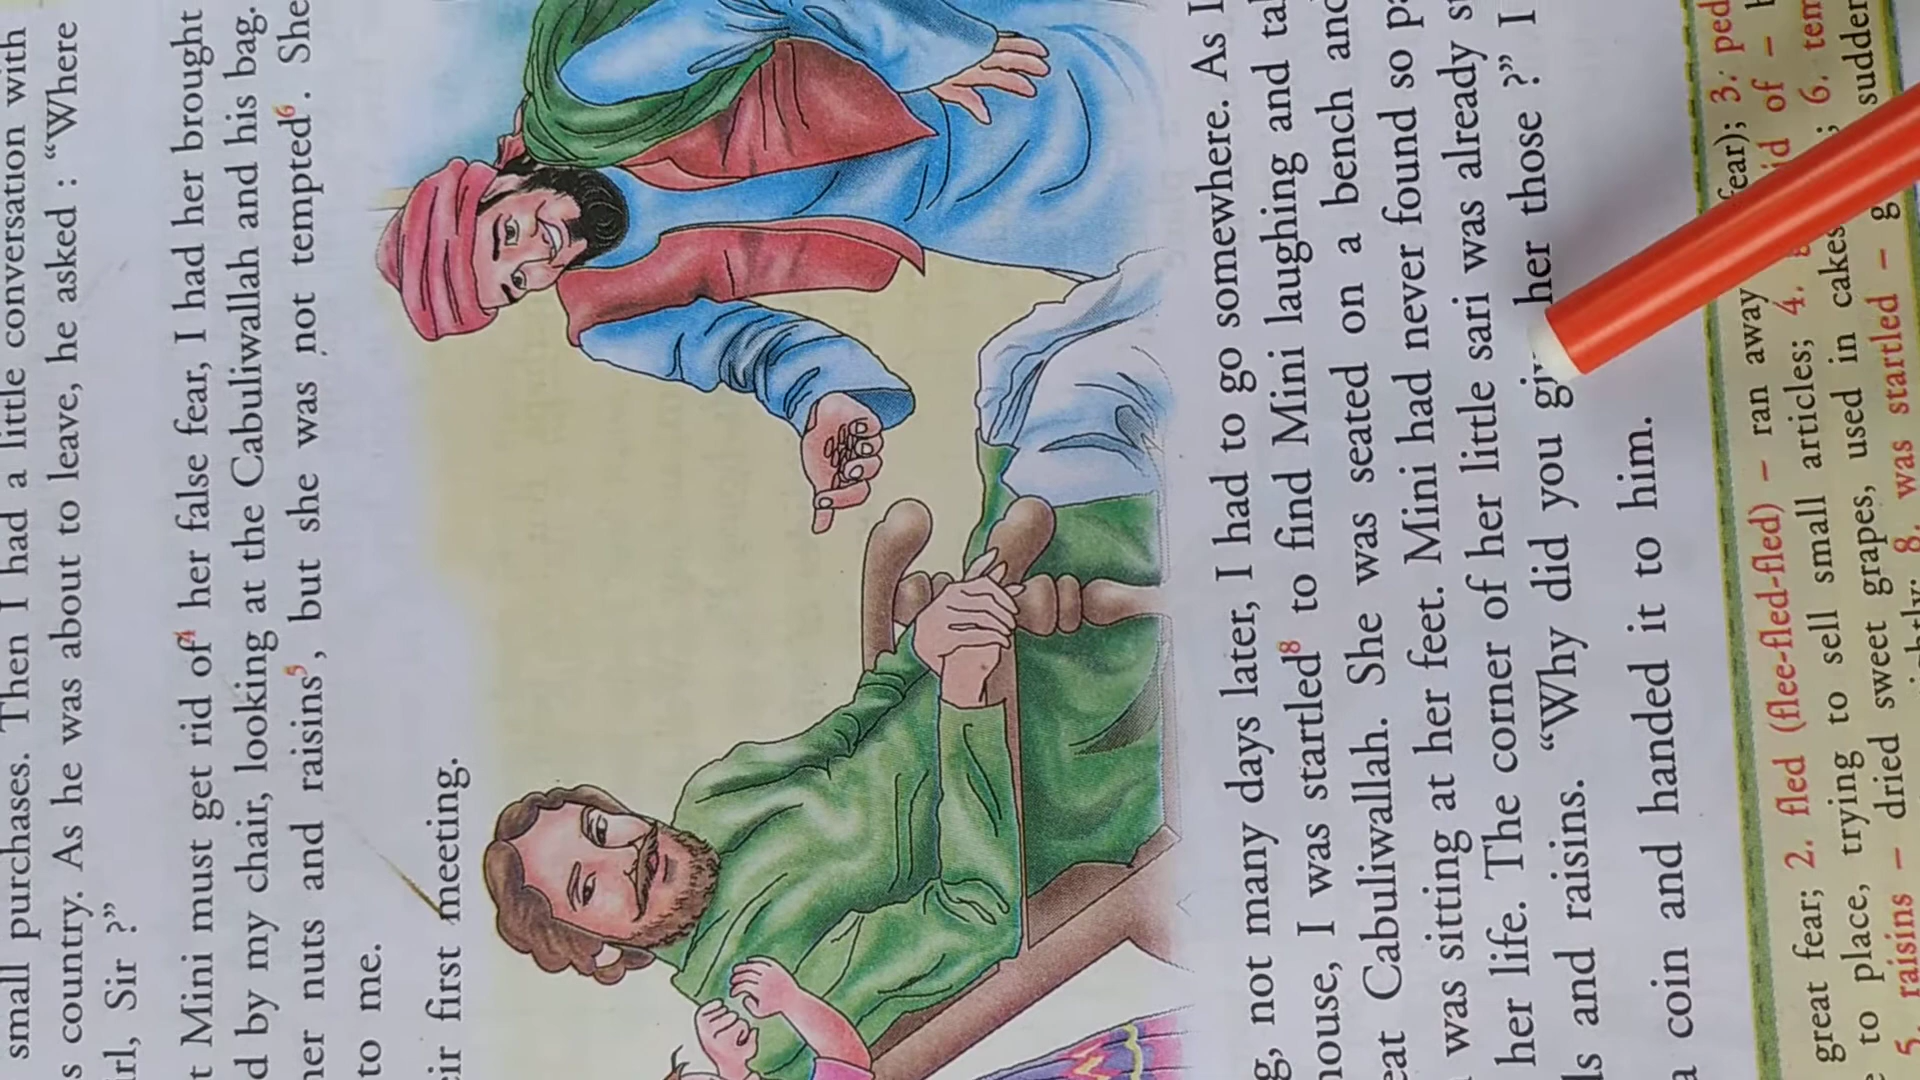 small purchases. Then I had a little conversation with
s country. As he was about to leave, he asked : “Where
irl, Sir ?”
t Mini must get rid of⁴ her false fear, I had her brought
d by my chair, looking at the Cabuliwallah and his bag.
her nuts and raisins⁵, but she was not tempted⁶. She
to me.
eir first meeting.
g, not many days later, I had to go somewhere. As I
house, I was startled⁸ to find Mini laughing and tal
eat Cabuliwallah. She was seated on a bench and
was sitting at her feet. Mini had never found so pa
her life. The corner of her little sari was already s
ls and raisins. “Why did you gi her those ?” I
a coin and handed it to him.
great fear; 2. fled (flee-fled-fled) – ran away fear); 3. ped
to place, trying to sell small articles; 4. id of –
5. raisins – dried sweet grapes, used in cakes ; 6. tem
8. was startled – g sudden